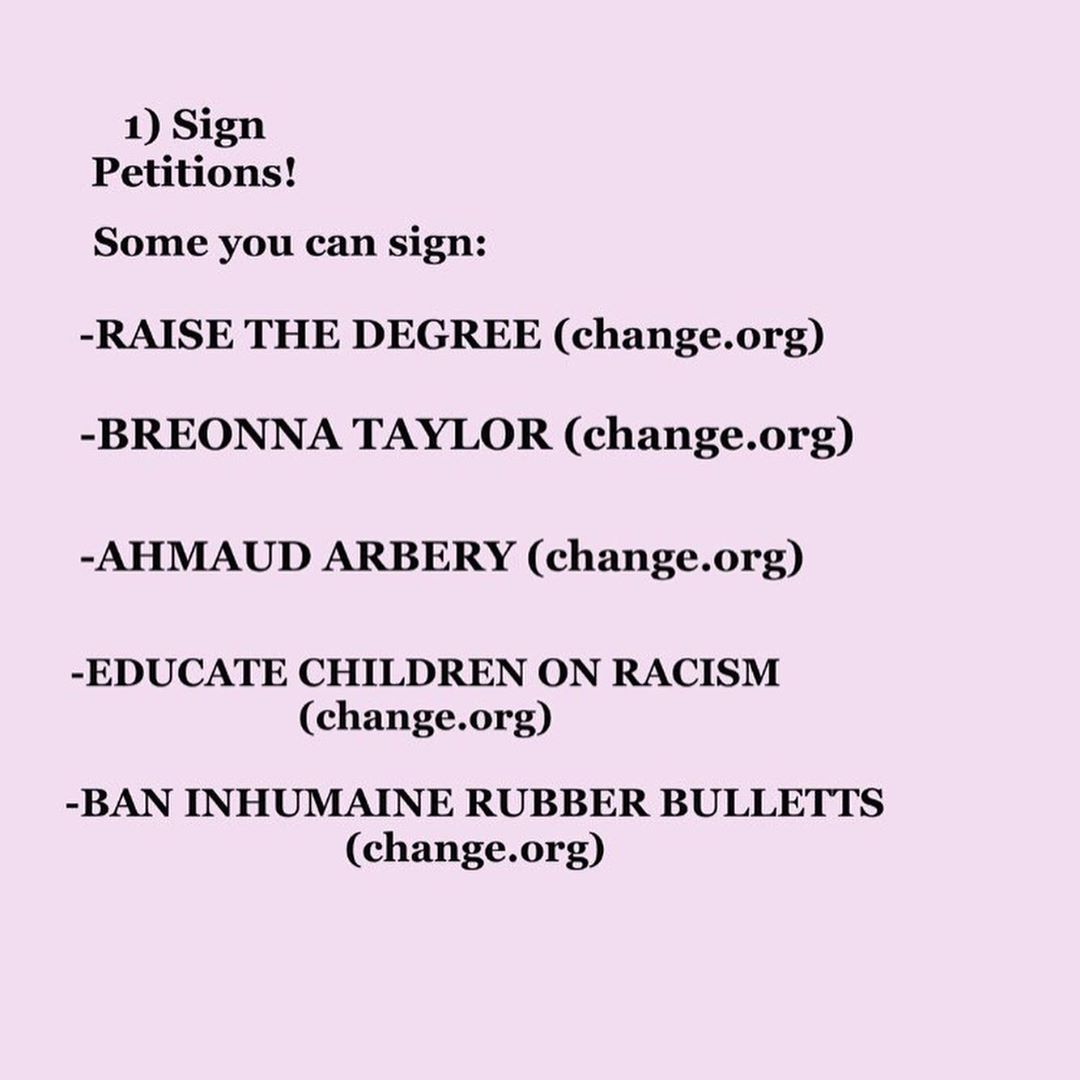 1) Sign
Petitions!
Some you can sign:
-RAISE THE DEGREE (change.org)
-BREONNA TAYLOR (change.org)
-AHMAUD ARBERY (change.org)
-EDUCATE CHILDREN ON RACISM
(change.org)
-BAN INHUMAINE RUBBER BULLETTS
(change.org)